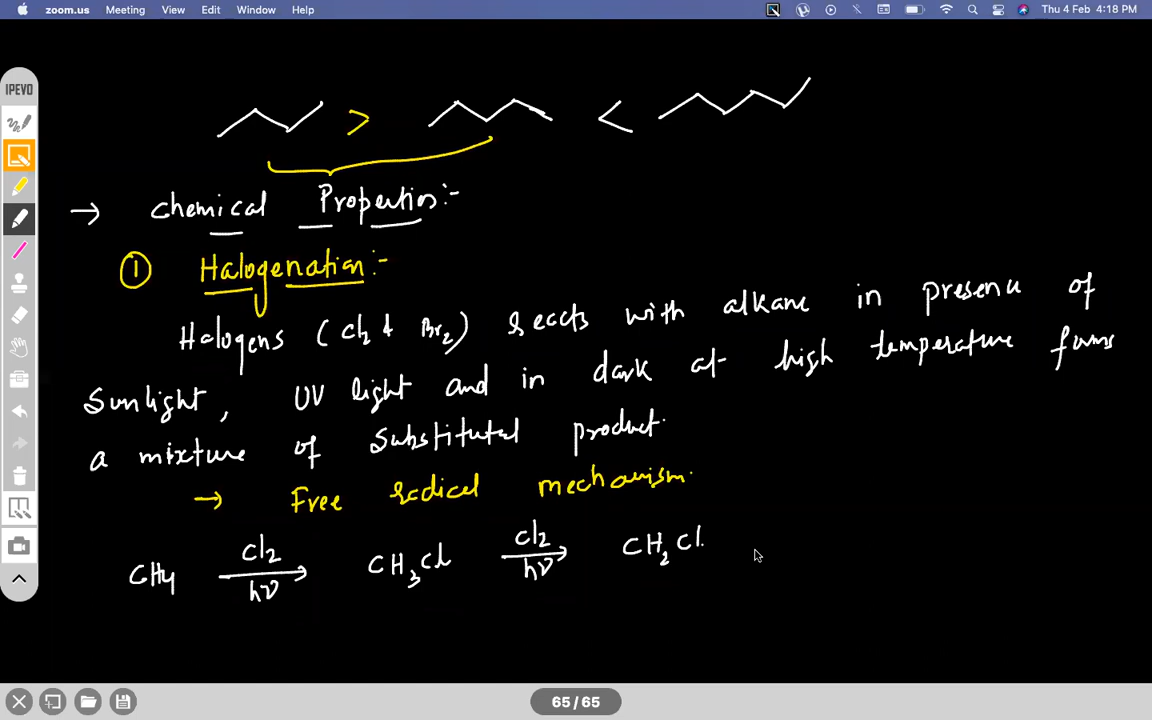 zoom.us Meeting View Edit Window Help Thu 4 Feb 4:18 PM
IPEVO
> <
→ Chemical Properties:-
① Halogenation:-
Halogens (Cl₂ & Br₂) reacts with alkane in presence of
Sunlight, UV light and in dark at high temperature forms
a mixture of Substituted product.
→ Free radical mechanism.
CH₄ Cl₂/hν → CH₃Cl Cl₂/hν → CH₂Cl
65/65